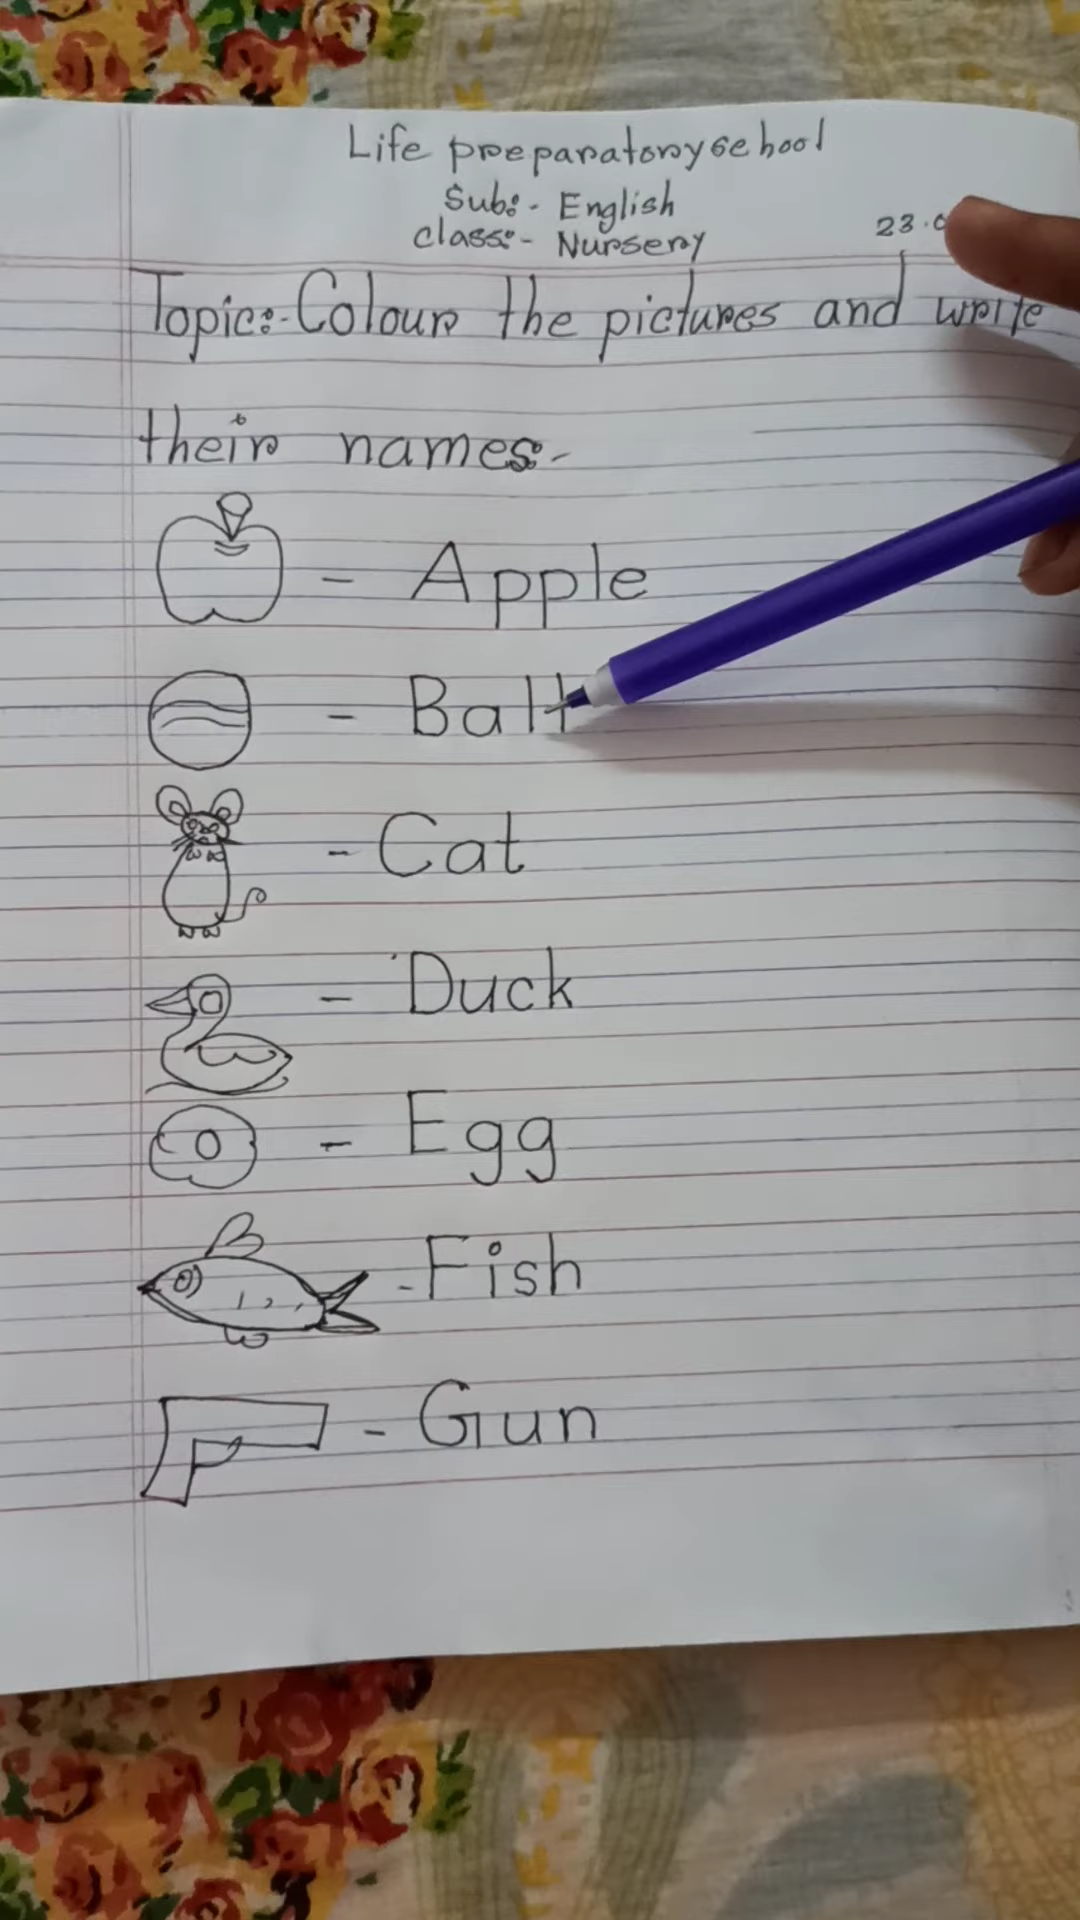 Life preparatory school
Sub:- English
class:- Nursery
23.0
Topic:- Colour the pictures and write
their names:-
- Apple
- Ball
- Cat
- Duck
- Egg
- Fish
- Gun